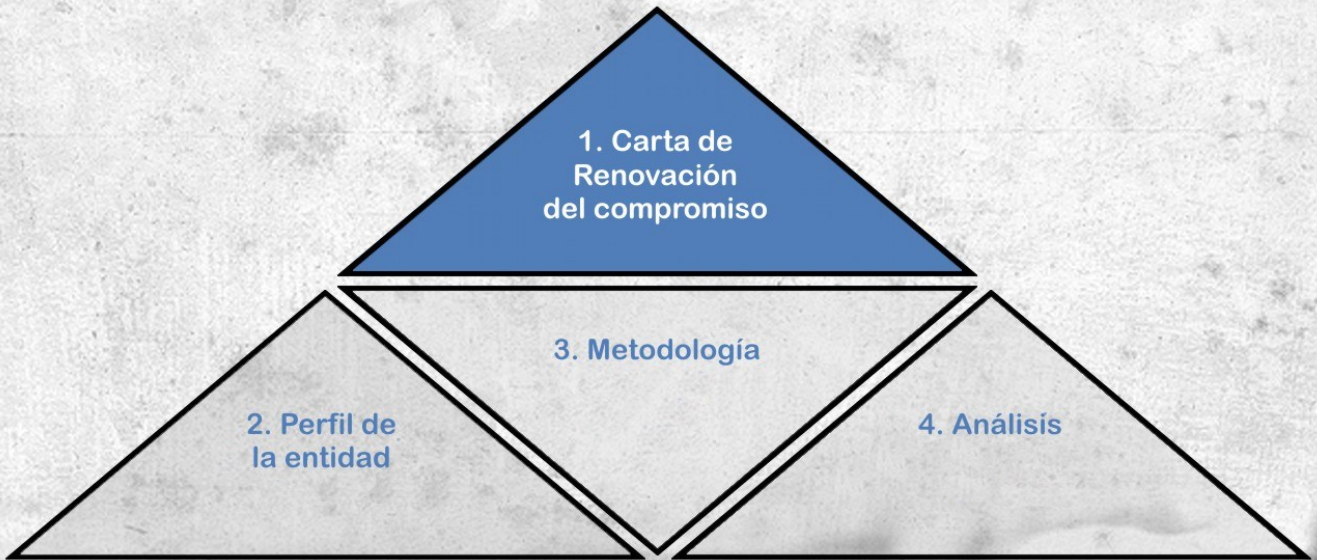 1. Carta de
Renovación
del compromiso
2. Perfil de
la entidad
3. Metodología
4. Análisis